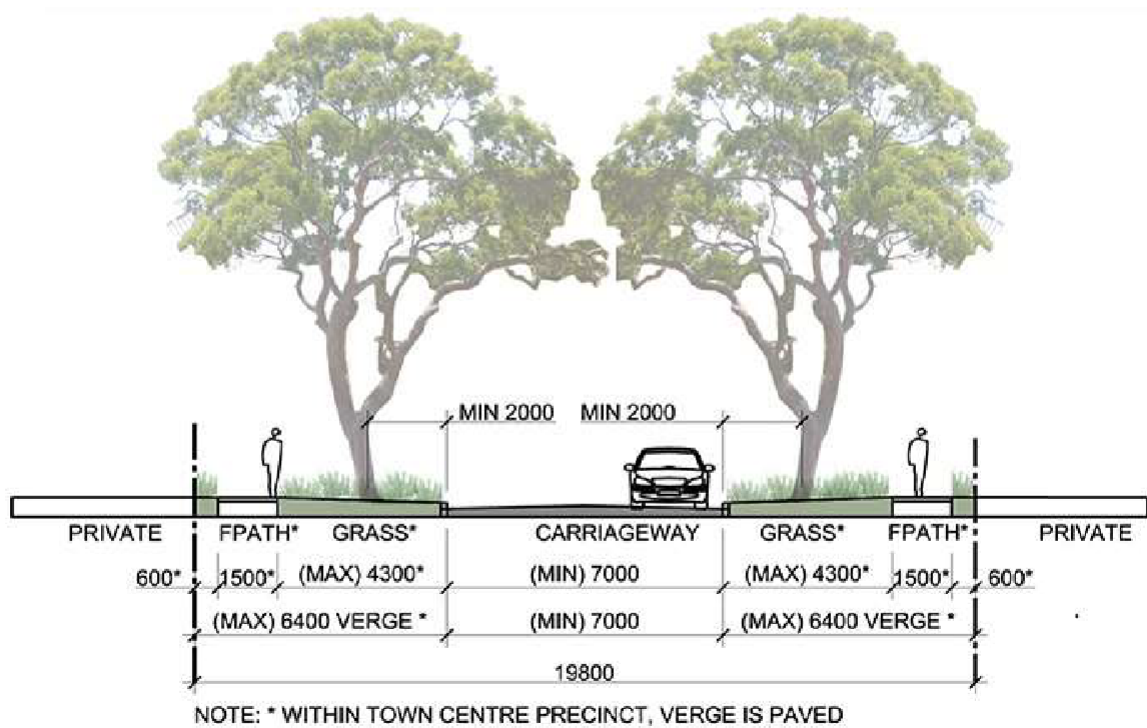 MIN 2000 MIN 2000
PRIVATE FPATH* GRASS* CARRIAGEWAY GRASS* FPATH* PRIVATE
600* 1500* (MAX) 4300* (MIN) 7000 (MAX) 4300* 1500* 600*
(MAX) 6400 VERGE * (MIN) 7000 (MAX) 6400 VERGE *
19800
NOTE: * WITHIN TOWN CENTRE PRECINCT, VERGE IS PAVED